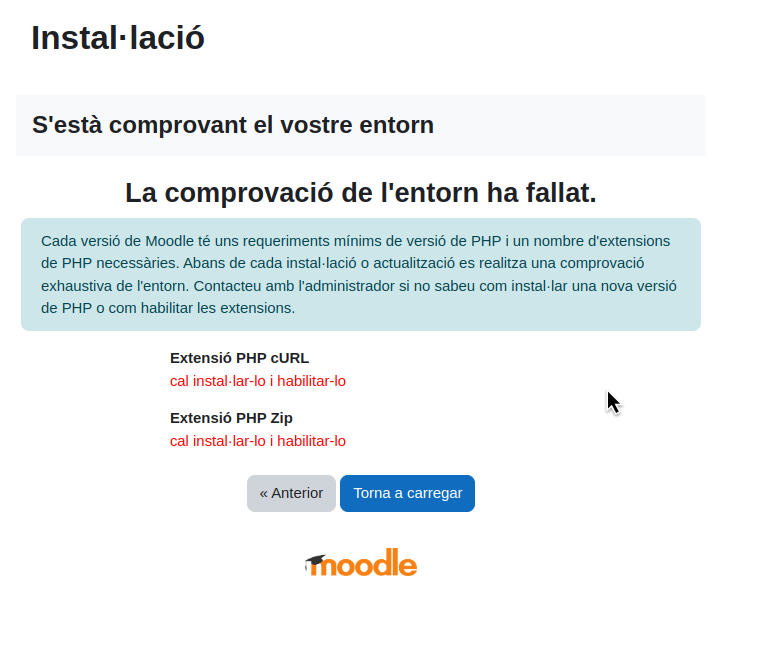 Instal·lació
S'està comprovant el vostre entorn
La comprovació de l'entorn ha fallat.
Cada versió de Moodle té uns requeriments mínims de versió de PHP i un nombre d'extensions
de PHP necessàries. Abans de cada instal·lació o actualització es realitza una comprovació
exhaustiva de l'entorn. Contacteu amb l'administrador si no sabeu com instal·lar una nova versió
de PHP o com habilitar les extensions.
Extensió PHP cURL
cal instal·lar-lo i habilitar-lo
Extensió PHP Zip
cal instal·lar-lo i habilitar-lo
« Anterior Torna a carregar
moodle